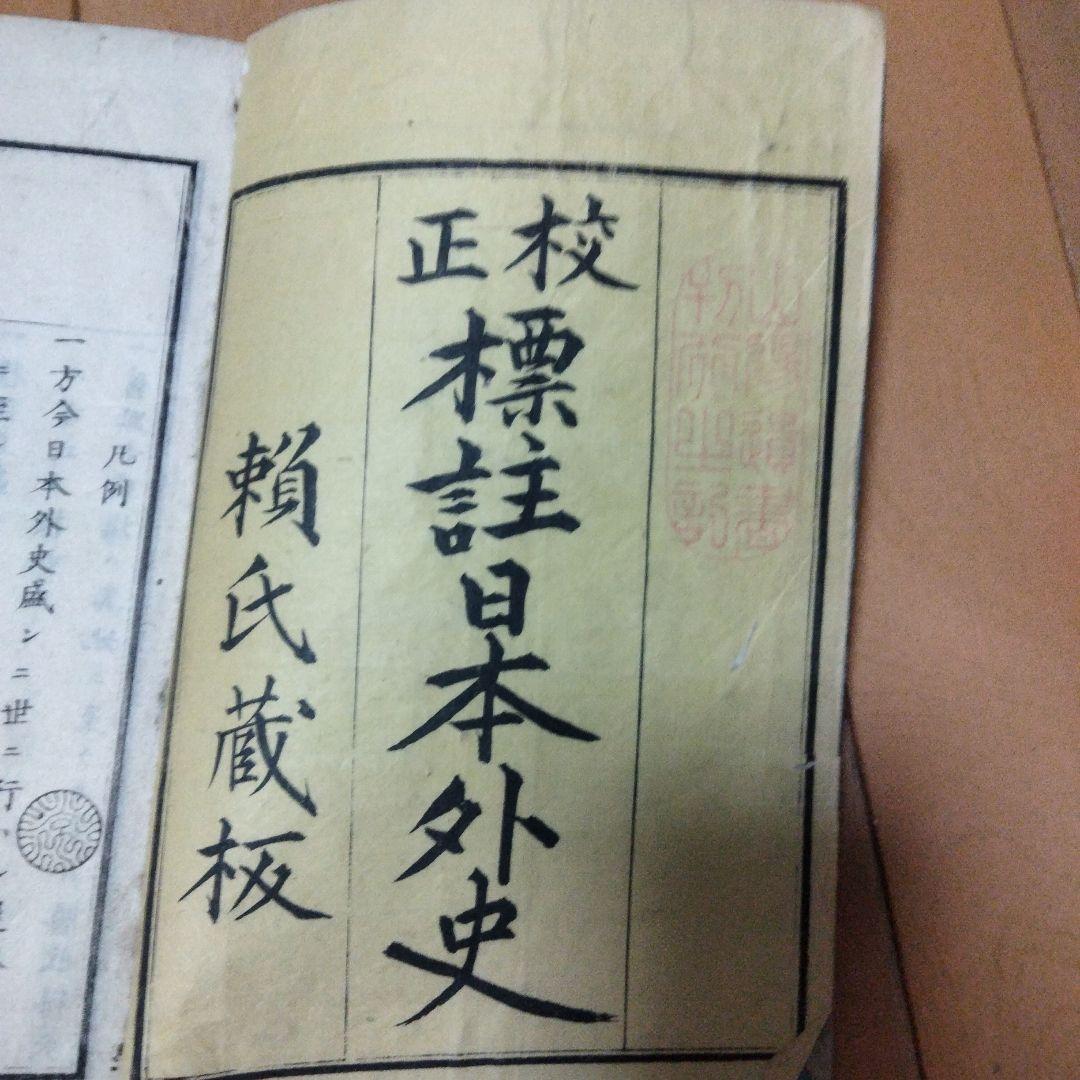 校正
標註日本外史
賴氏蔵板
凡例
一方今日本外史盛ンニ世ニ行